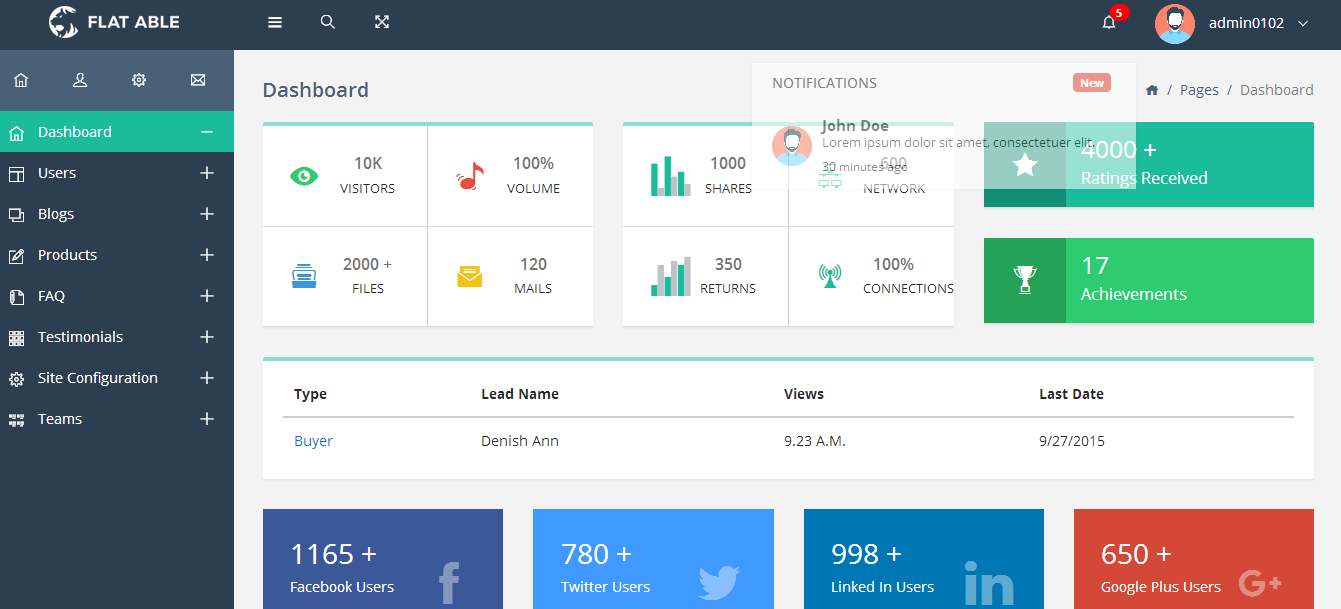 FLAT ABLE
5
admin0102
Dashboard
Users
Blogs
Products
FAQ
Testimonials
Site Configuration
Teams
Dashboard
/ Pages / Dashboard
NOTIFICATIONS
New
John Doe
Lorem ipsum dolor sit amet, consectetuer elit.
30 minutes ago
10K
VISITORS
100%
VOLUME
2000 +
FILES
120
MAILS
1000
SHARES
600
NETWORK
350
RETURNS
100%
CONNECTIONS
4000 +
Ratings Received
17
Achievements
Type Lead Name Views Last Date
Buyer Denish Ann 9.23 A.M. 9/27/2015
1165 +
Facebook Users
780 +
Twitter Users
998 +
Linked In Users
in
650 +
Google Plus Users
G+